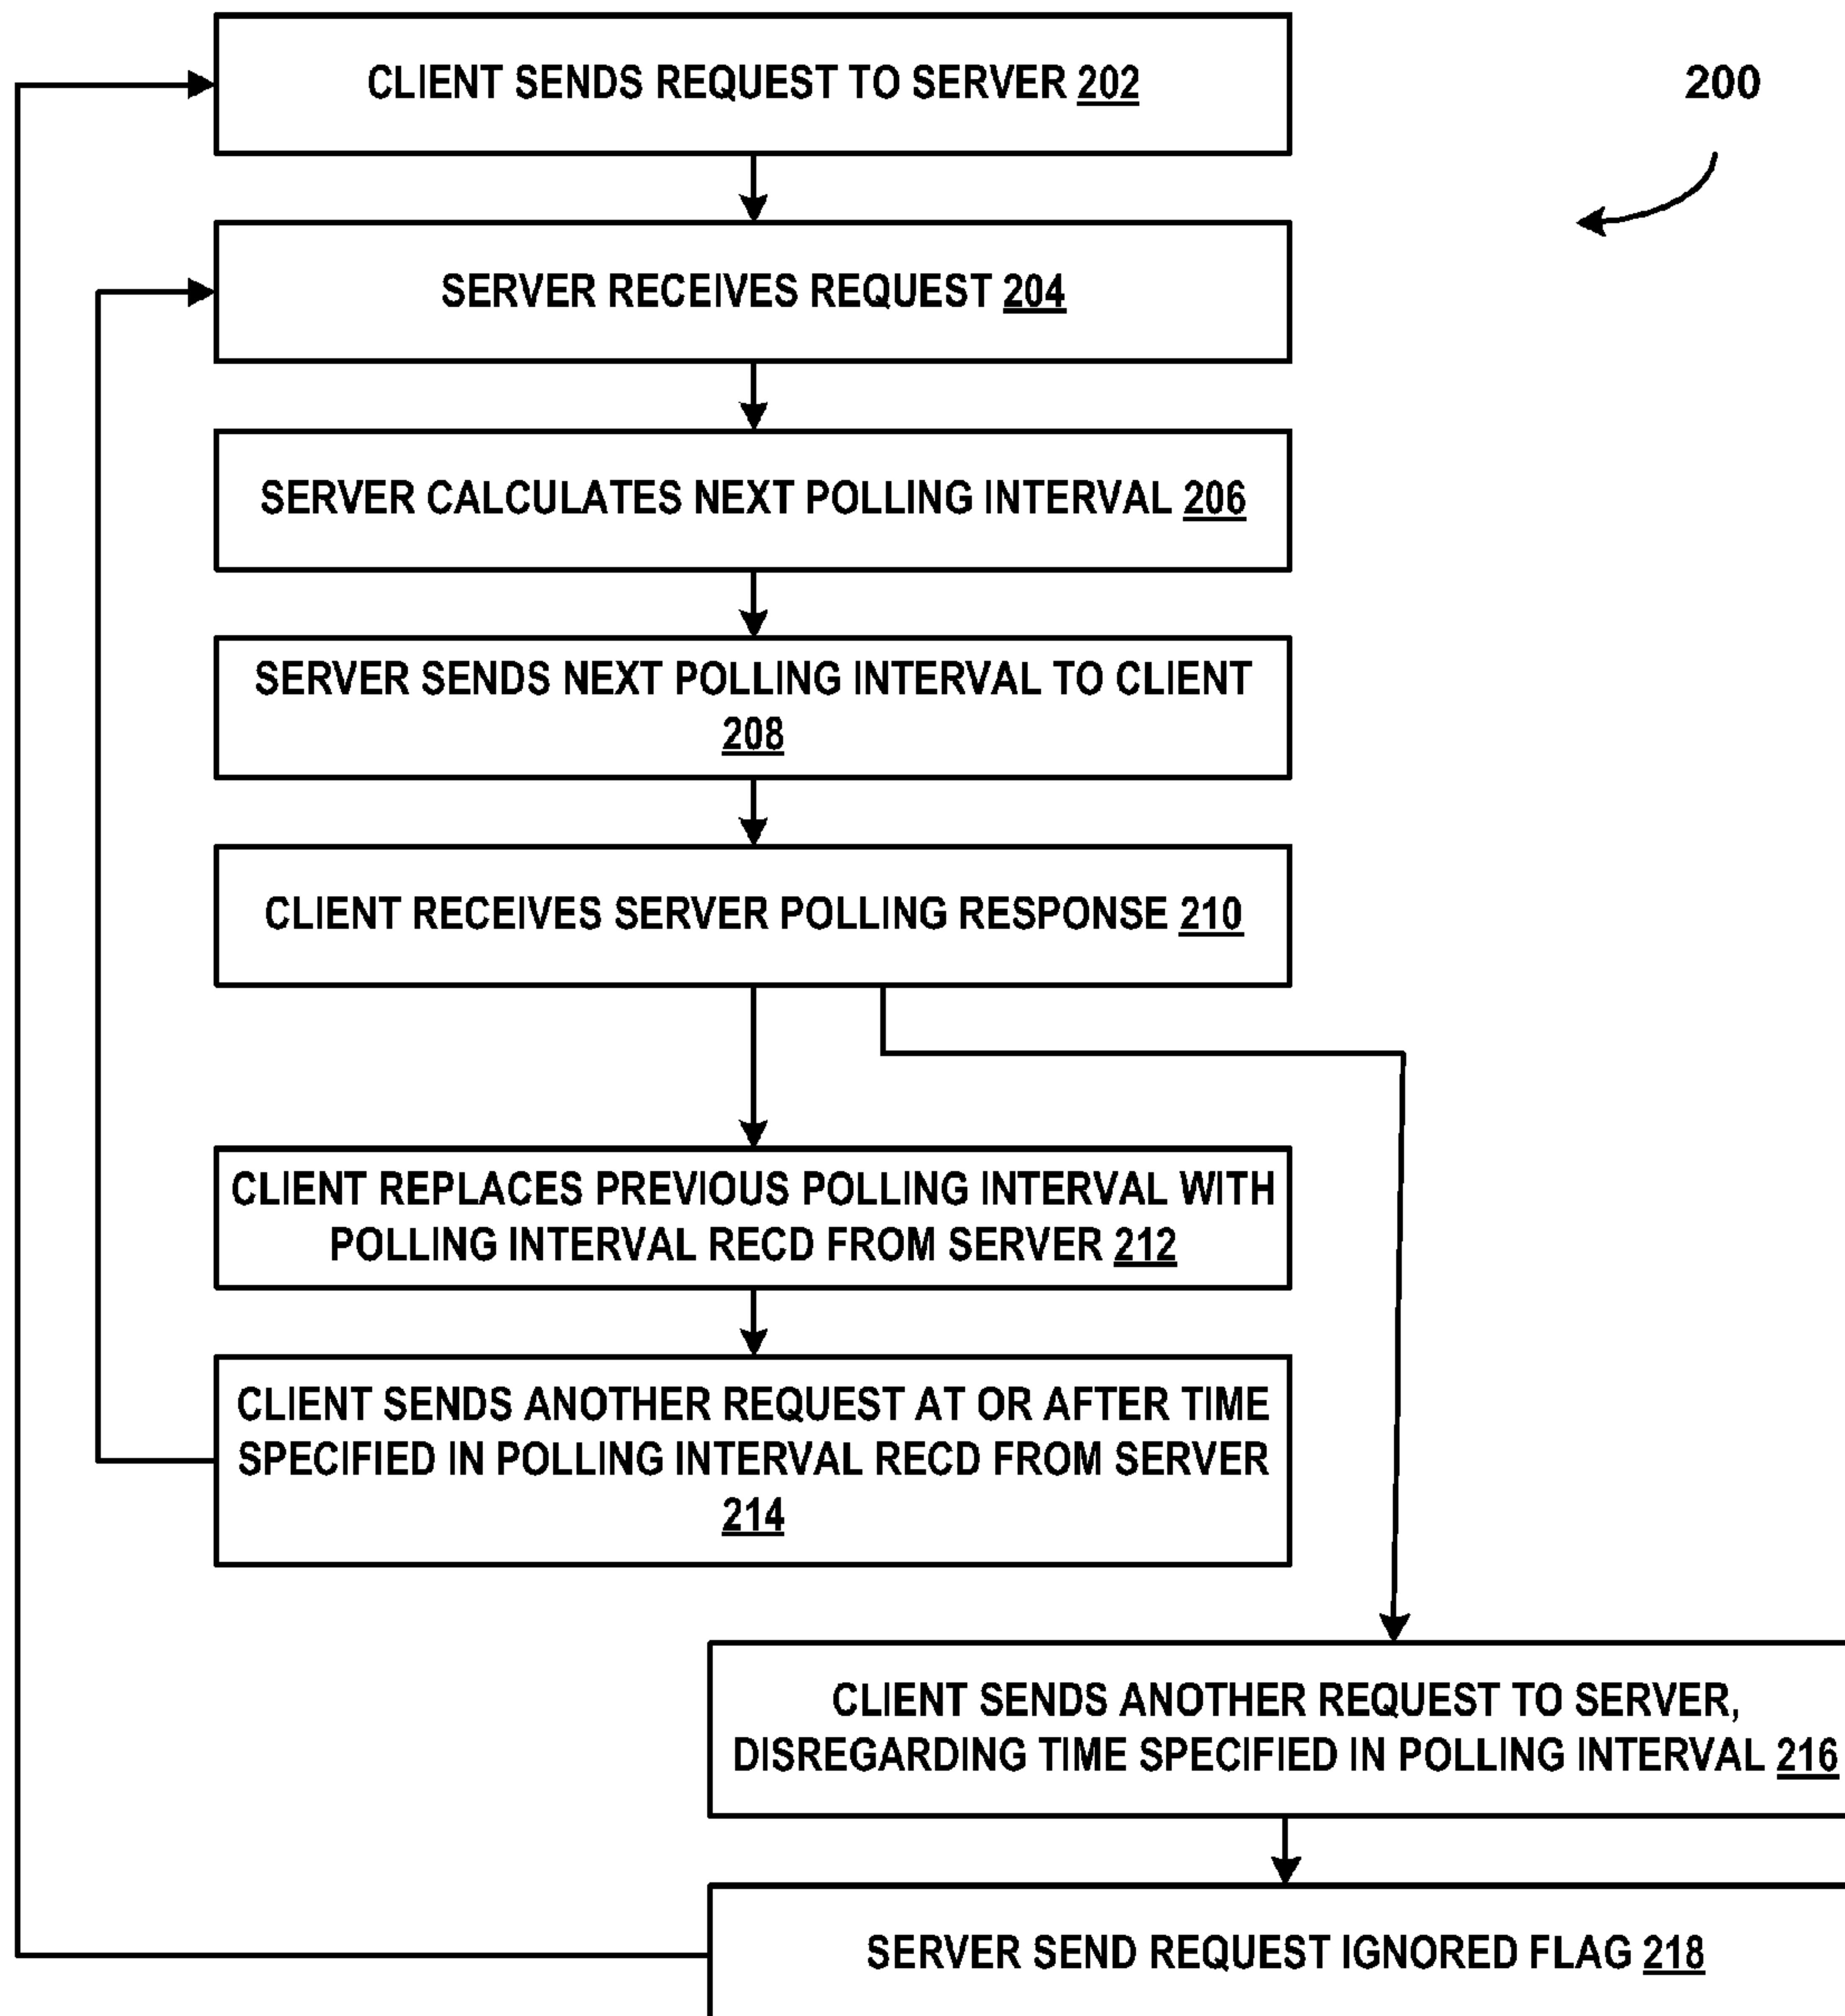 CLIENT SENDS REQUEST TO SERVER 202
200
SERVER RECEIVES REQUEST 204
SERVER CALCULATES NEXT POLLING INTERVAL 206
SERVER SENDS NEXT POLLING INTERVAL TO CLIENT
208
CLIENT RECEIVES SERVER POLLING RESPONSE 210
CLIENT REPLACES PREVIOUS POLLING INTERVAL WITH
POLLING INTERVAL RECD FROM SERVER 212
CLIENT SENDS ANOTHER REQUEST AT OR AFTER TIME
SPECIFIED IN POLLING INTERVAL RECD FROM SERVER
214
CLIENT SENDS ANOTHER REQUEST TO SERVER,
DISREGARDING TIME SPECIFIED IN POLLING INTERVAL 216
SERVER SEND REQUEST IGNORED FLAG 218